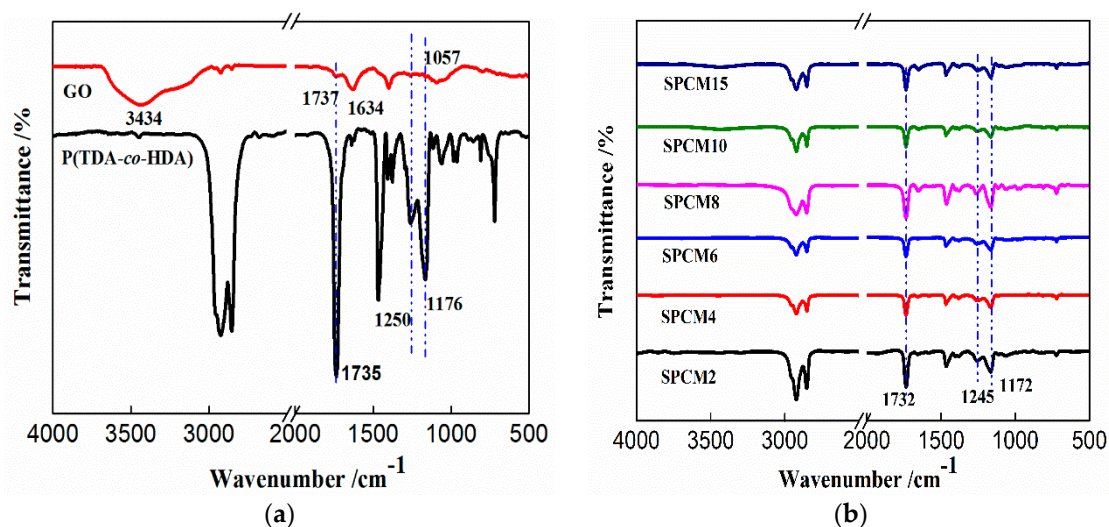 GO
3434
1737
1634
1057
P(TDA-co-HDA)
1250
1176
1735
Transmittance /%
4000 3500 3000 2000 1500 1000 500
Wavenumber /cm-1
(a)
SPCM15
SPCM10
SPCM8
SPCM6
SPCM4
SPCM2
1732
1245
1172
Transmittance /%
4000 3500 3000 2000 1500 1000 500
Wavenumber /cm-1
(b)